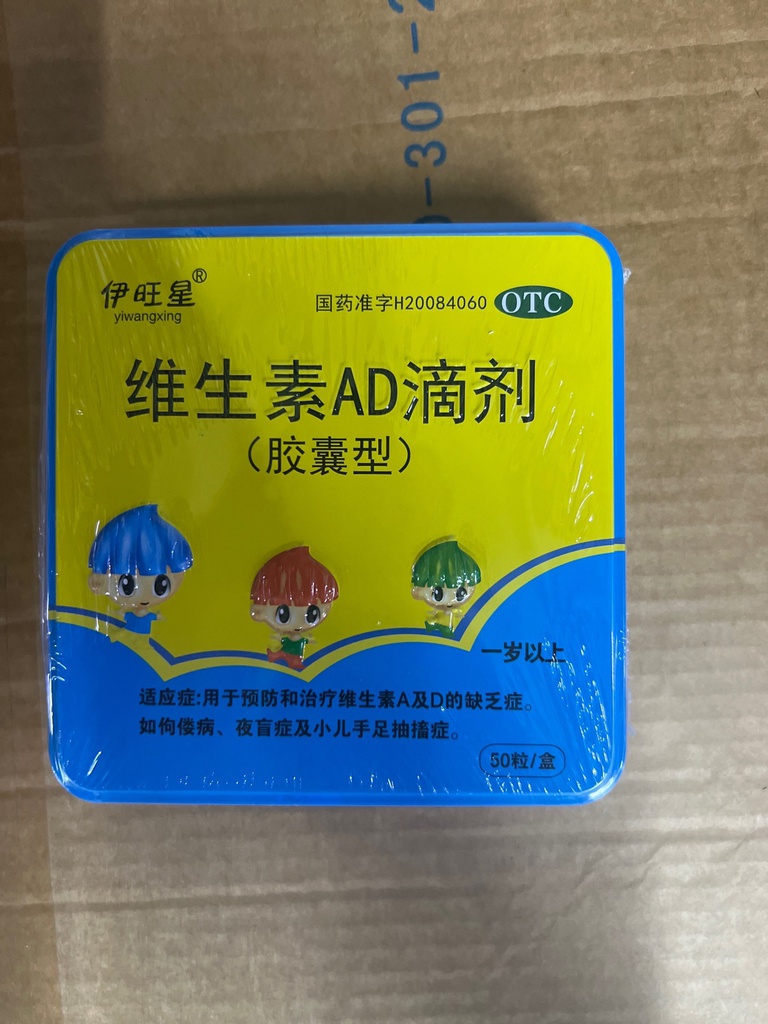 -301-2
伊旺星®
yiwangxing
国药准字H20084060 OTC
维生素AD滴剂
（胶囊型）
一岁以上
适应症:用于预防和治疗维生素A及D的缺乏症。
如佝偻病、夜盲症及小儿手足抽搐症。
50粒/盒